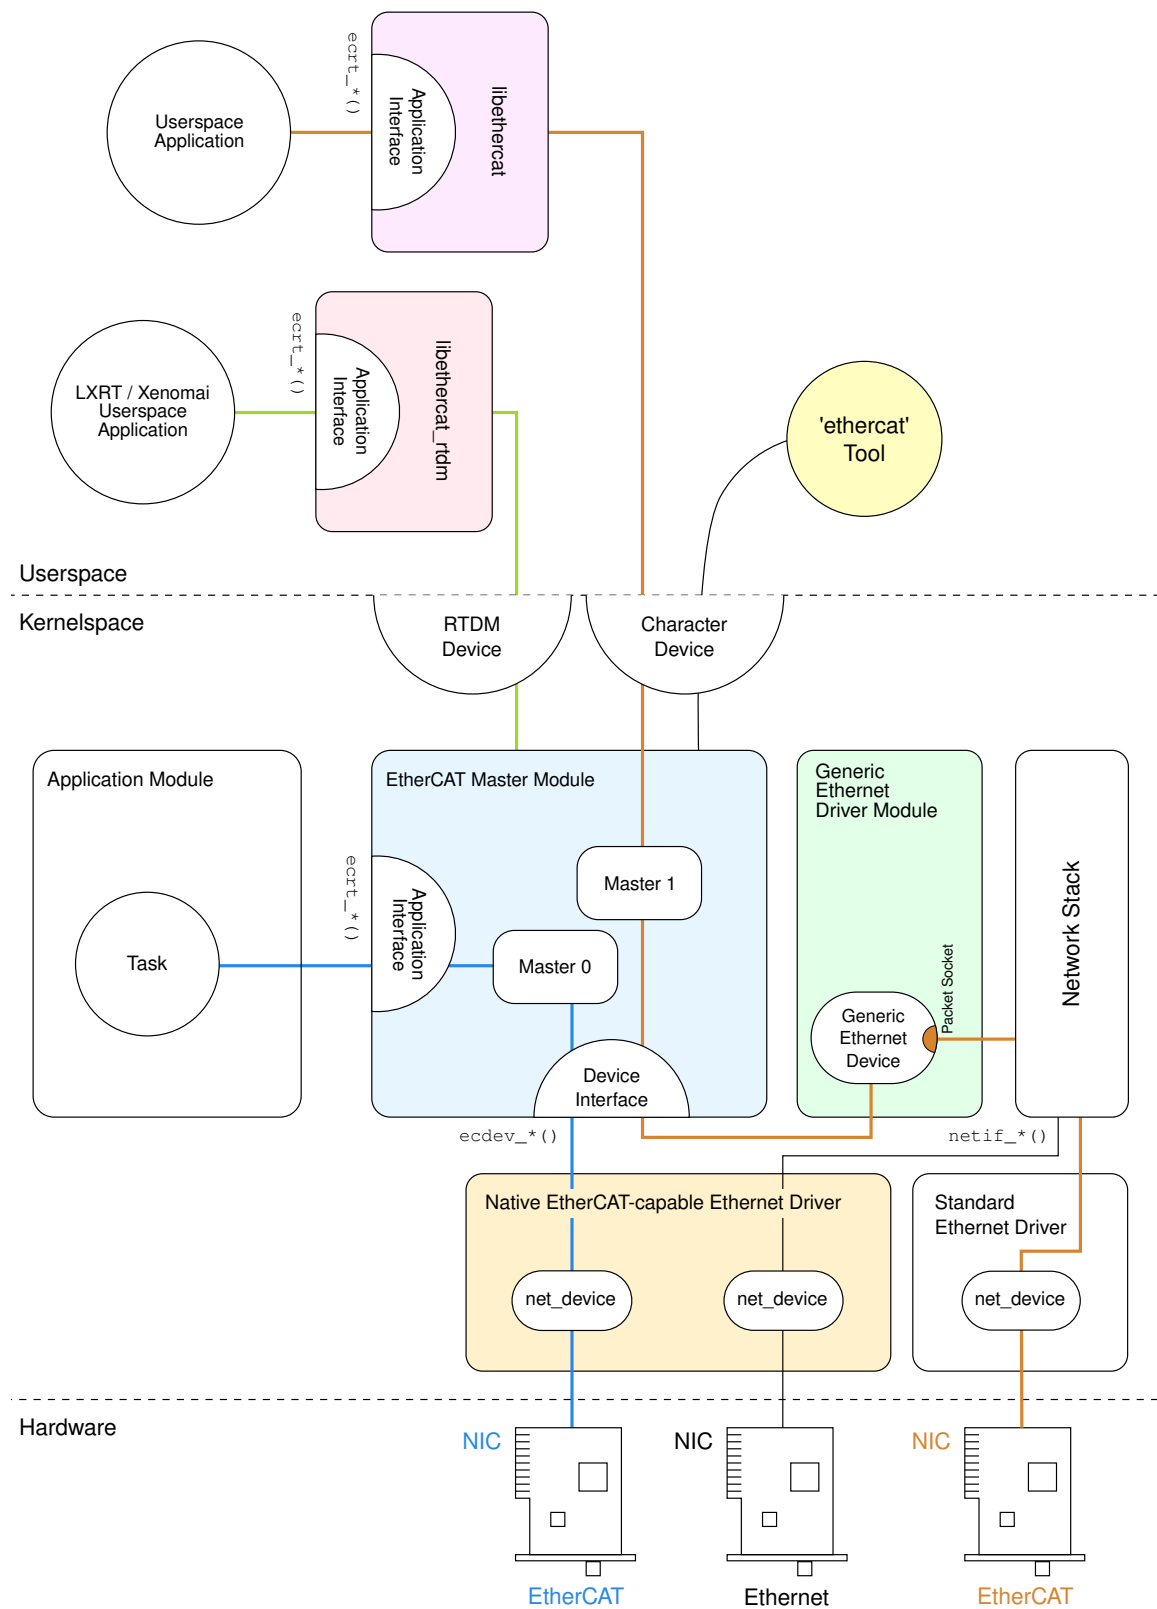 Userspace
Application
ecrt_*()
Application
Interface
libethercat
LXRT / Xenomai
Userspace
Application
ecrt_*()
Application
Interface
libethercat_rtdm
'ethercat'
Tool
Userspace
Kernelspace
RTDM
Device
Character
Device
Application Module
Task
EtherCAT Master Module
ecrt_*()
Application
Interface
Master 1
Master 0
Device
Interface
Generic
Ethernet
Driver Module
Generic
Ethernet
Device
Packet Socket
Network Stack
ecdev_*()
netif_*()
Native EtherCAT-capable Ethernet Driver
net_device
net_device
Standard
Ethernet Driver
net_device
Hardware
NIC
NIC
NIC
EtherCAT
Ethernet
EtherCAT